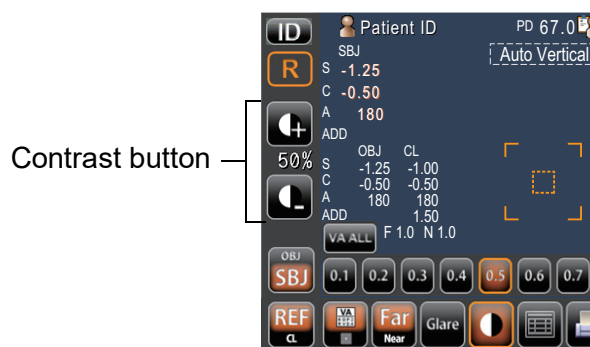 ID
Patient ID
PD 67.0
R
SBJ
Auto Vertical
S -1.25
C -0.50
A 180
ADD
Contrast button
50%
OBJ CL
S -1.25 -1.00
C -0.50 -0.50
A 180 180
ADD 1.50
VA ALL F 1.0 N 1.0
OBJ
SBJ
0.1 0.2 0.3 0.4 0.5 0.6 0.7
REF
CL
VA
Far
Near
Glare